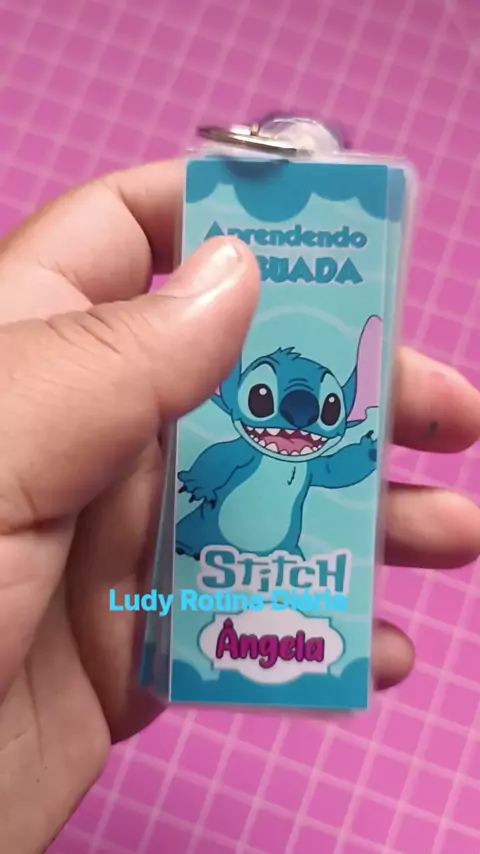 Aprendendo
STITCH
Ludy Rotina Diária
Ângela